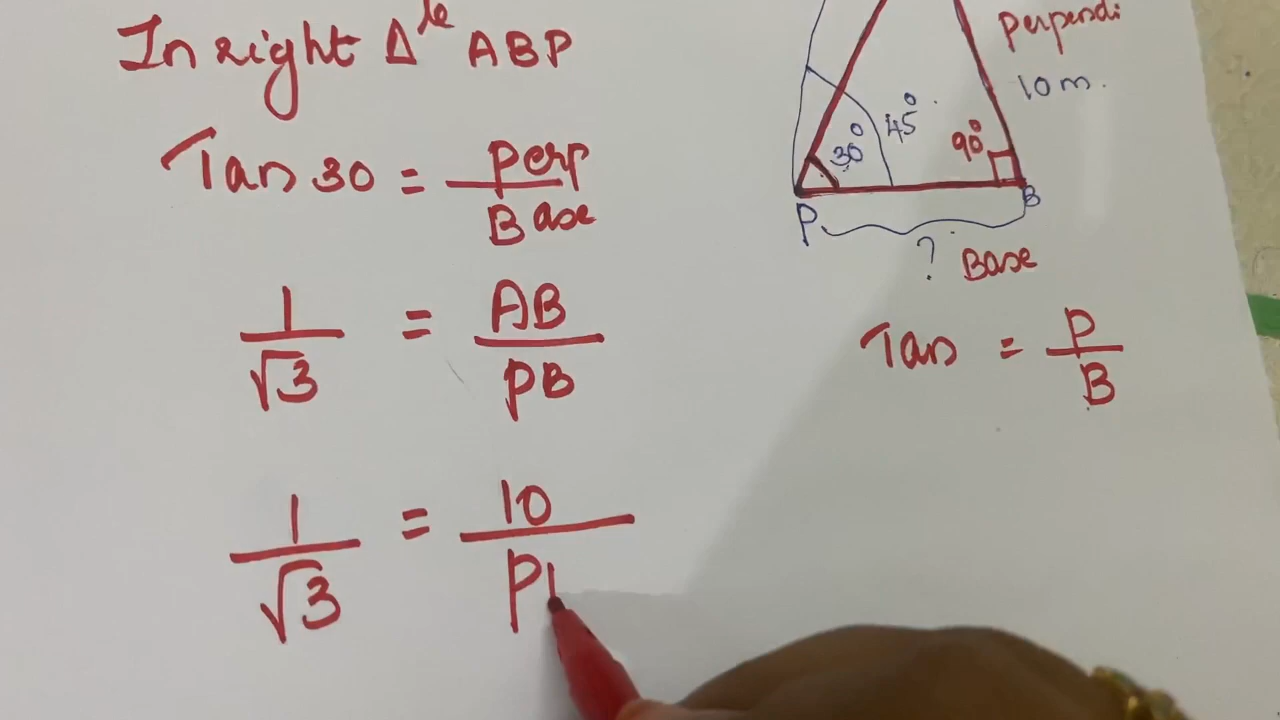 In right Δle ABP
Tan 30 = perp
Base
1 = AB
√3 PB
1 = 10
√3 P
perpendi
10 m.
30° 45° 90°
P B
? Base
Tan = P
B